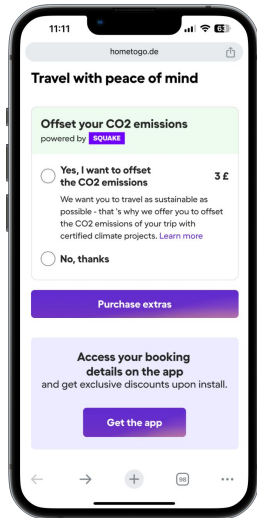 11:11
63
hometogo.de
Travel with peace of mind
Offset your CO2 emissions
powered by SQUAKE
Yes, I want to offset
the CO2 emissions
3 £
We want you to travel as sustainable as
possible - that 's why we offer you to offset
the CO2 emissions of your trip with
certified climate projects. Learn more
No, thanks
Purchase extras
Access your booking
details on the app
and get exclusive discounts upon install.
Get the app
98